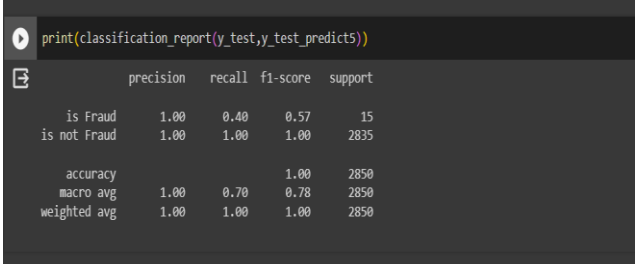 print(classification_report(y_test,y_test_predict5))
precision recall f1-score support
is Fraud 1.00 0.40 0.57 15
is not Fraud 1.00 1.00 1.00 2835
accuracy 1.00 2850
macro avg 1.00 0.70 0.78 2850
weighted avg 1.00 1.00 1.00 2850